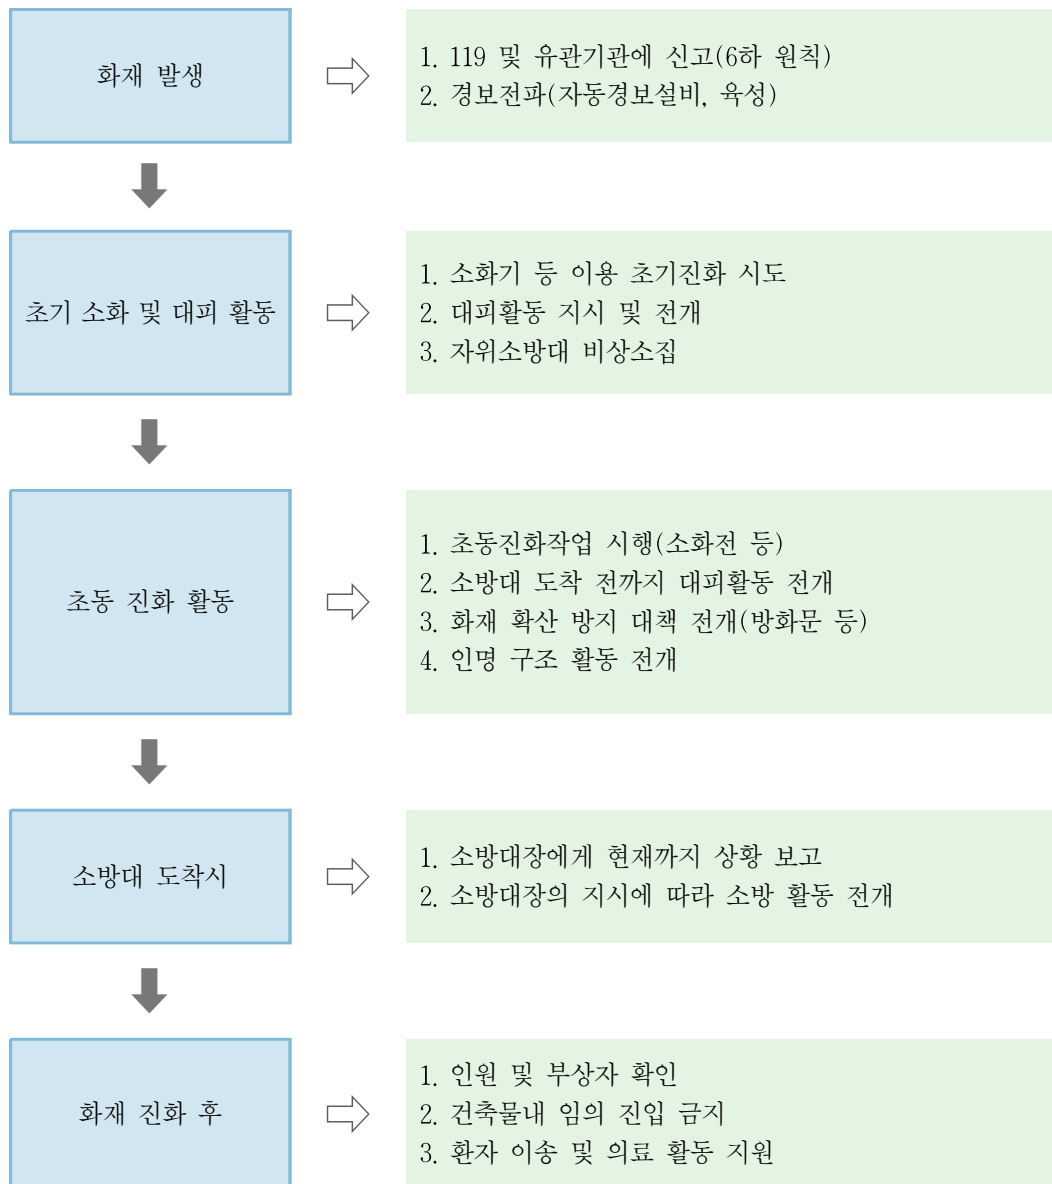 화재 발생
1. 119 및 유관기관에 신고(6하 원칙)
2. 경보전파(자동경보설비, 육성)
초기 소화 및 대피 활동
1. 소화기 등 이용 초기진화 시도
2. 대피활동 지시 및 전개
3. 자위소방대 비상소집
초동 진화 활동
1. 초동진화작업 시행(소화전 등)
2. 소방대 도착 전까지 대피활동 전개
3. 화재 확산 방지 대책 전개(방화문 등)
4. 인명 구조 활동 전개
소방대 도착시
1. 소방대장에게 현재까지 상황 보고
2. 소방대장의 지시에 따라 소방 활동 전개
화재 진화 후
1. 인원 및 부상자 확인
2. 건축물내 임의 진입 금지
3. 환자 이송 및 의료 활동 지원